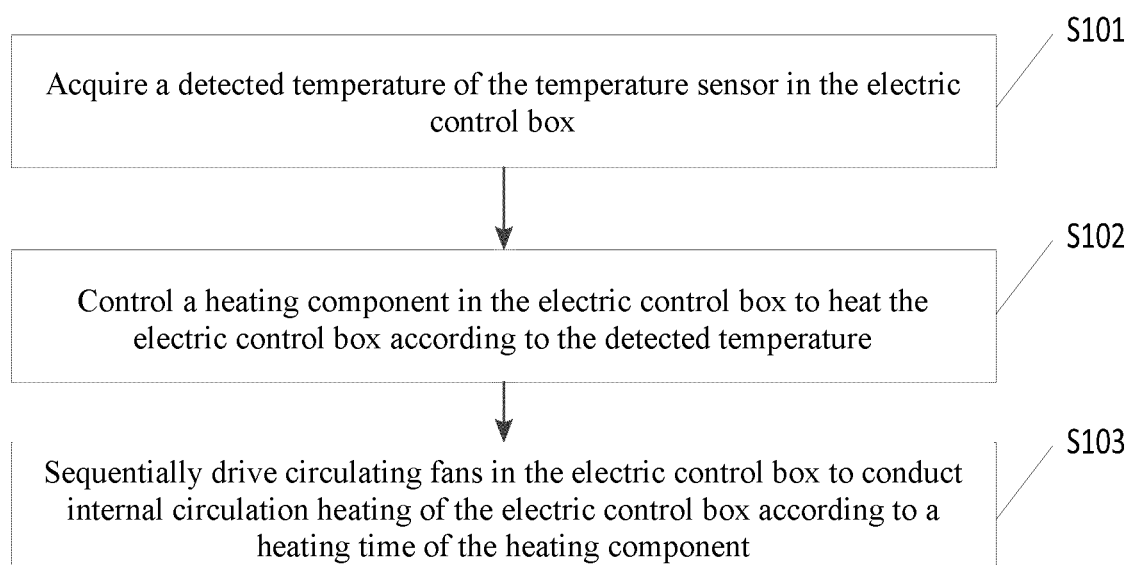 S101
Acquire a detected temperature of the temperature sensor in the electric
control box
S102
Control a heating component in the electric control box to heat the
electric control box according to the detected temperature
S103
Sequentially drive circulating fans in the electric control box to conduct
internal circulation heating of the electric control box according to a
heating time of the heating component